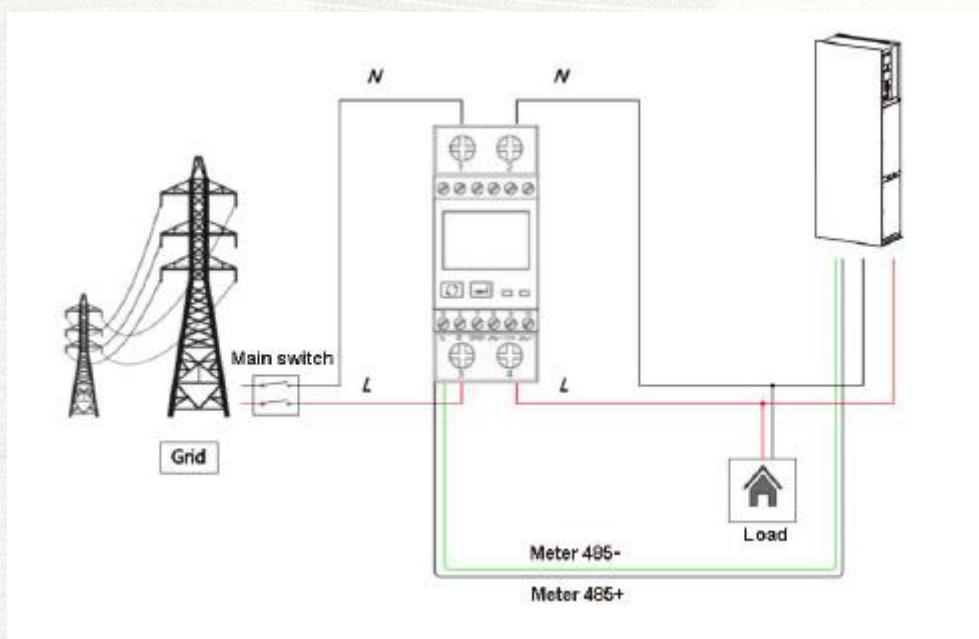 N
N
Main switch
L
L
Grid
Load
Meter 485-
Meter 485+